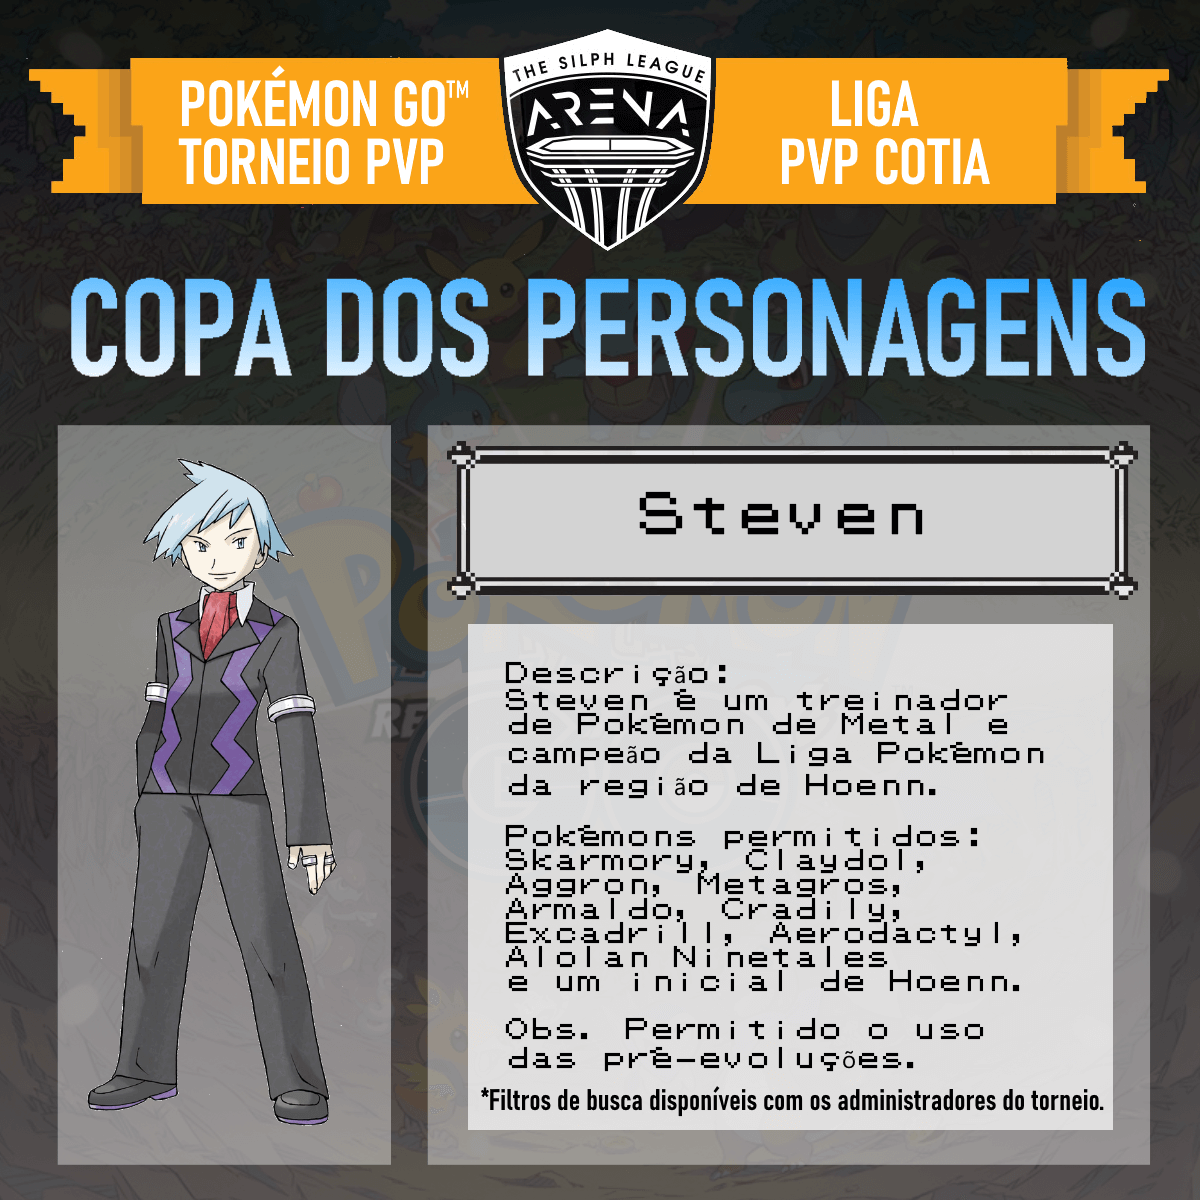 POKÉMON GO™
TORNEIO PVP
THE SILPH LEAGUE
ARENA
LIGA
PVP COTIA
COPA DOS PERSONAGENS
Steven
Descrição:
Steven é um treinador
de Pokémon de Metal e
campeão da Liga Pokémon
da região de Hoenn.
Pokémons permitidos:
Skarmory, Claydol,
Aggron, Metagros,
Armaldo, Cradily,
Excadrill, Aerodactyl,
Alolan Ninetales
e um inicial de Hoenn.
Obs. Permitido o uso
das pré-evoluções.
*Filtros de busca disponíveis com os administradores do torneio.
POKÉMON